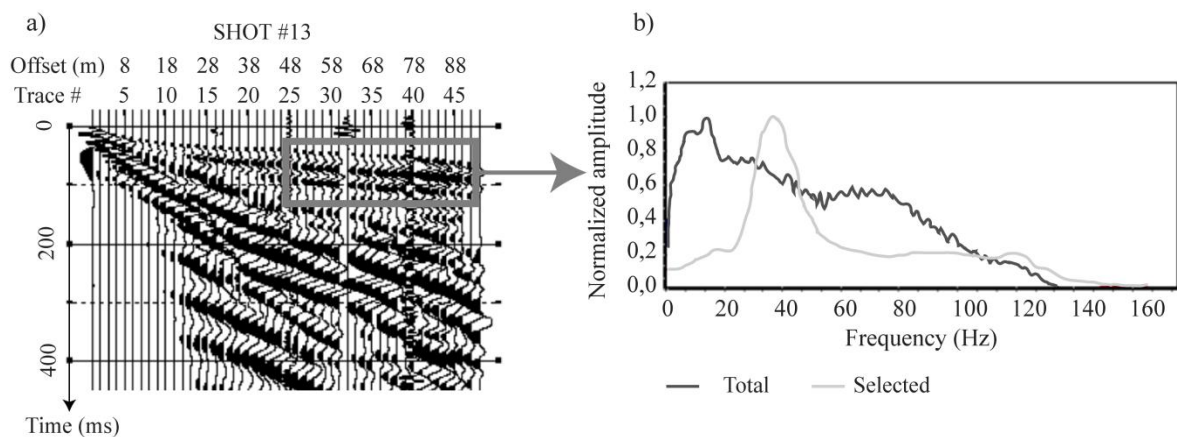 a)
SHOT #13
Offset (m) 8 18 28 38 48 58 68 78 88
Trace # 5 10 15 20 25 30 35 40 45
0
200
400
Time (ms)
b)
Normalized amplitude
1,2
1,0
0,8
0,6
0,4
0,2
0,0
0 20 40 60 80 100 120 140 160
Frequency (Hz)
Total Selected